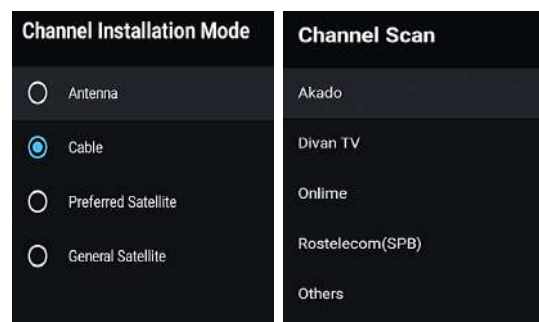 Channel Installation Mode
Antenna
Cable
Preferred Satellite
General Satellite
Channel Scan
Akado
Divan TV
Onlime
Rostelecom(SPB)
Others